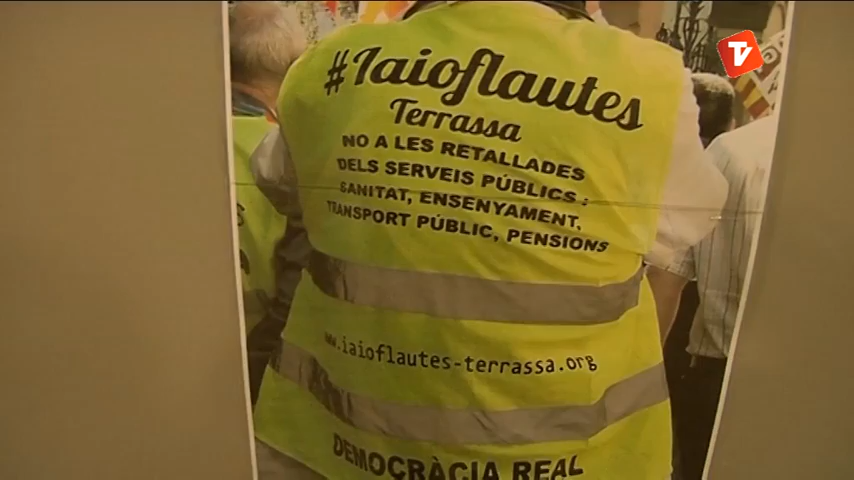 TV
#Iaioflautes
Terrassa
NO A LES RETALLADES
DELS SERVEIS PÚBLICS :
SANITAT, ENSENYAMENT,
TRANSPORT PÚBLIC, PENSIONS
www.iaioflautes-terrassa.org
DEMOCRÀCIA REAL